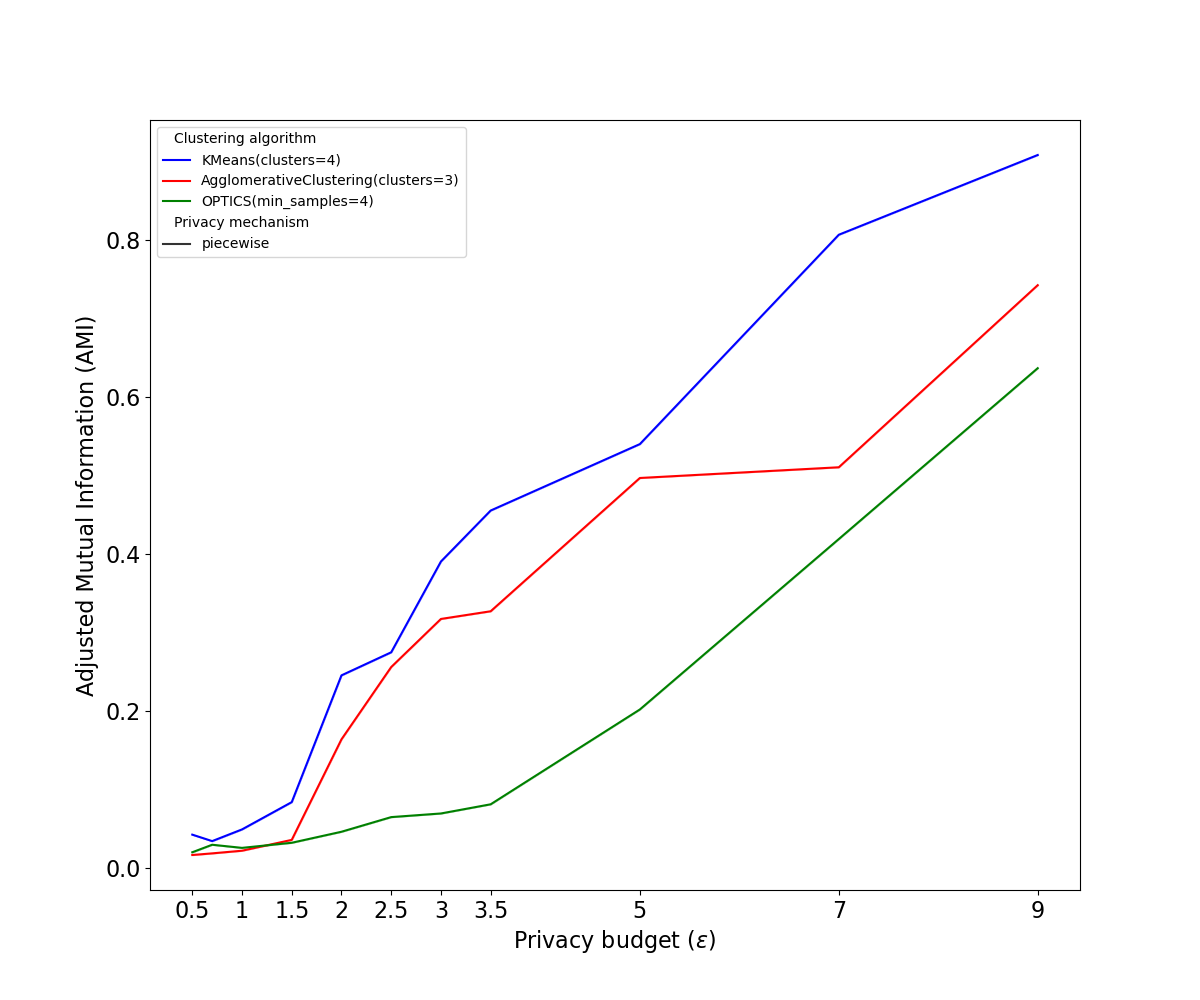 Clustering algorithm
KMeans(clusters=4)
AgglomerativeClustering(clusters=3)
OPTICS(min_samples=4)
Privacy mechanism
piecewise
Adjusted Mutual Information (AMI)
0.8
0.6
0.4
0.2
0.0
0.5 1 1.5 2 2.5 3 3.5 5 7 9
Privacy budget (ε)